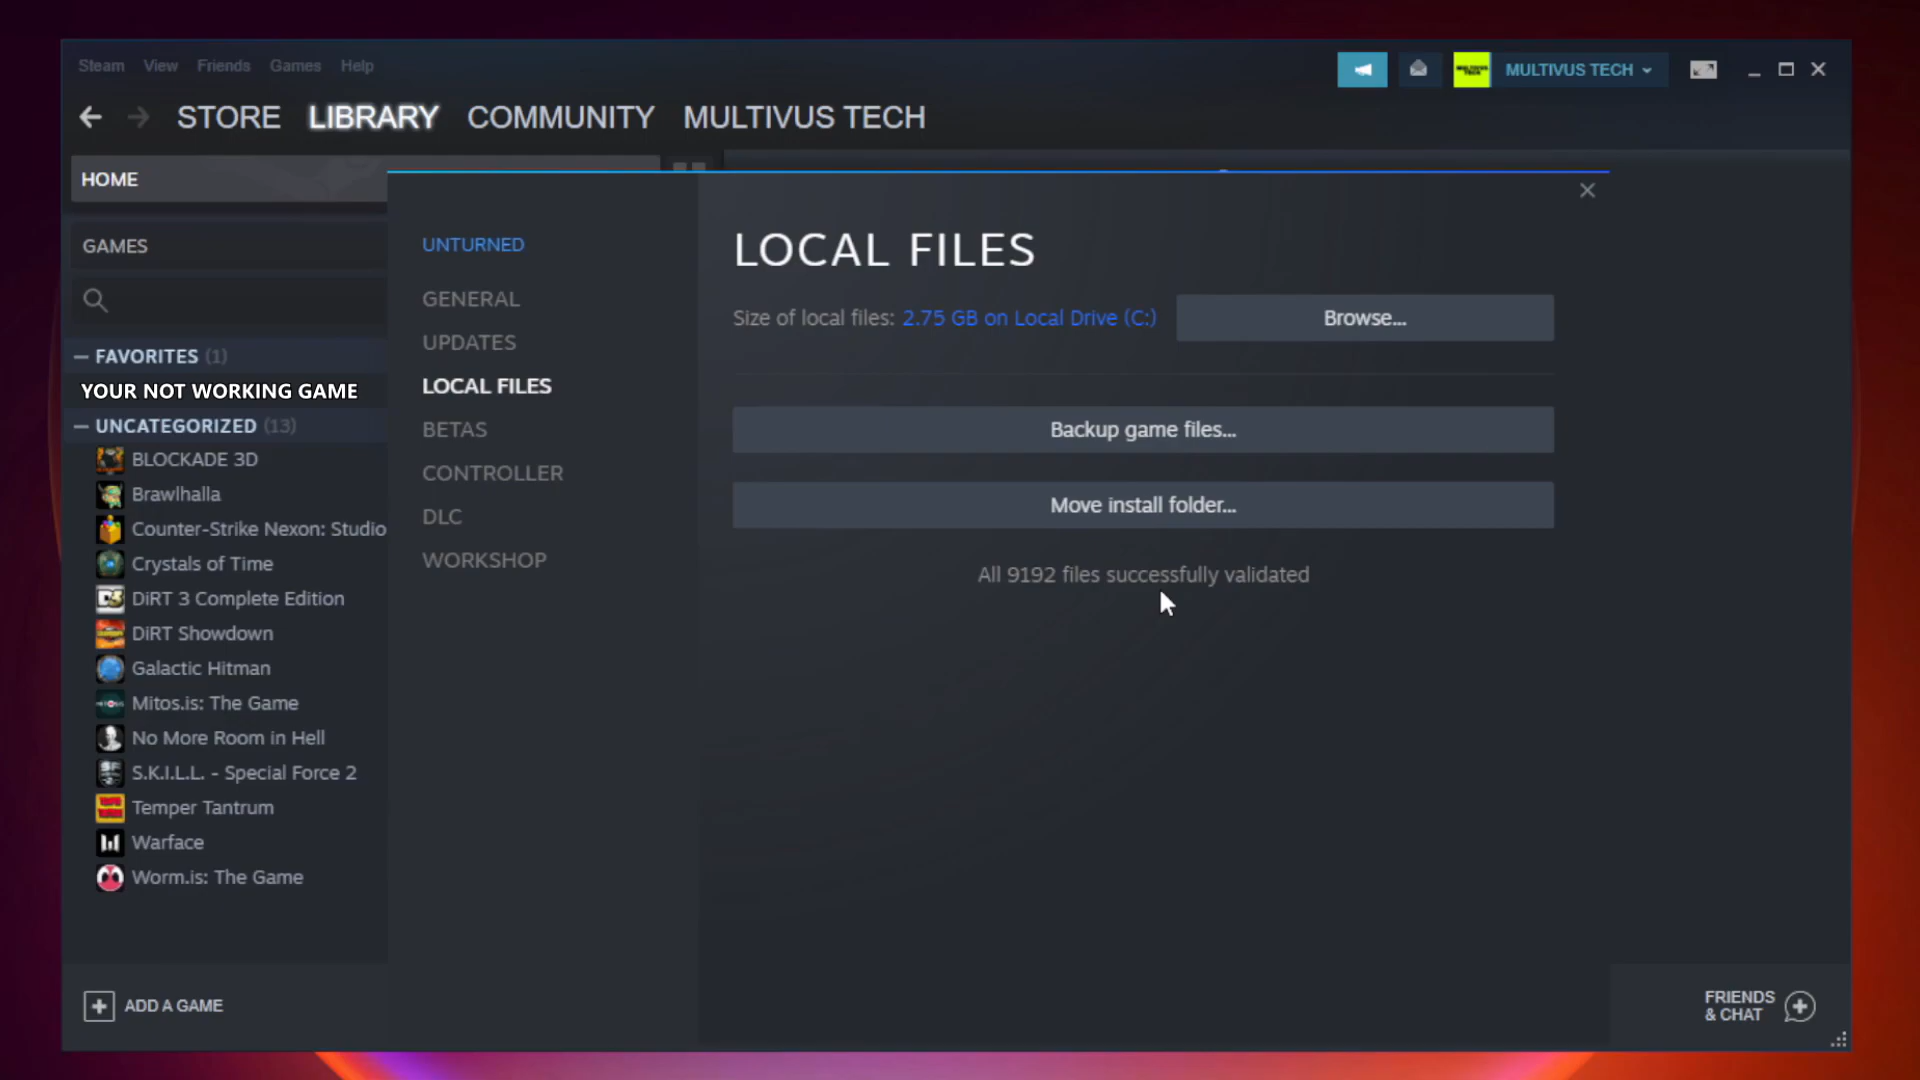 Steam View Friends Games Help
MULTIVUS TECH
STORE LIBRARY COMMUNITY MULTIVUS TECH
HOME
GAMES
— FAVORITES (1)
YOUR NOT WORKING GAME
— UNCATEGORIZED (13)
BLOCKADE 3D
Brawlhalla
Counter-Strike Nexon: Studio
Crystals of Time
DiRT 3 Complete Edition
DiRT Showdown
Galactic Hitman
Mitos.is: The Game
No More Room in Hell
S.K.I.L.L. - Special Force 2
Temper Tantrum
Warface
Worm.is: The Game
ADD A GAME
UNTURNED
GENERAL
UPDATES
LOCAL FILES
BETAS
CONTROLLER
DLC
WORKSHOP
LOCAL FILES
Size of local files: 2.75 GB on Local Drive (C:) Browse...
Backup game files...
Move install folder...
All 9192 files successfully validated
FRIENDS
& CHAT